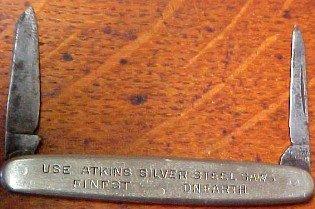 USE ATKINS SILVER STEEL SAWS
FINEST ON EARTH